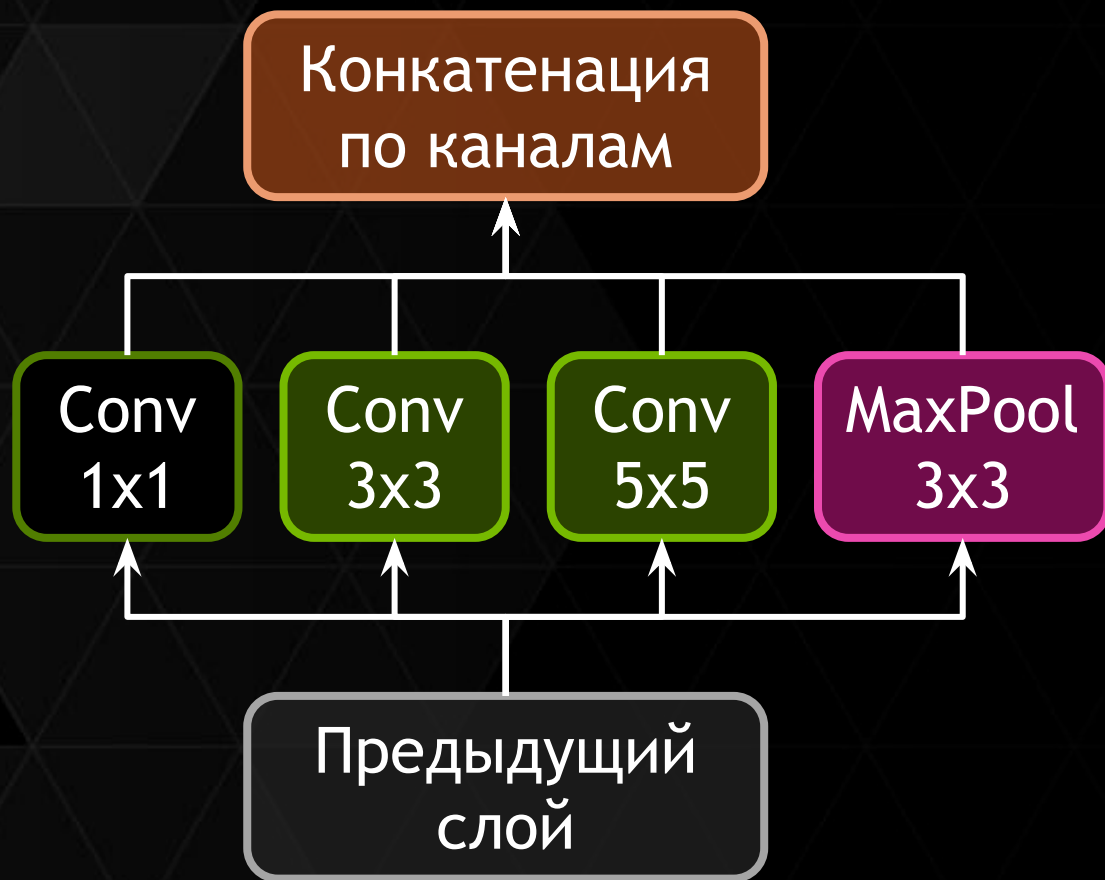 Конкатенация
по каналам
Conv
1x1
Conv
3x3
Conv
5x5
MaxPool
3x3
Предыдущий
слой